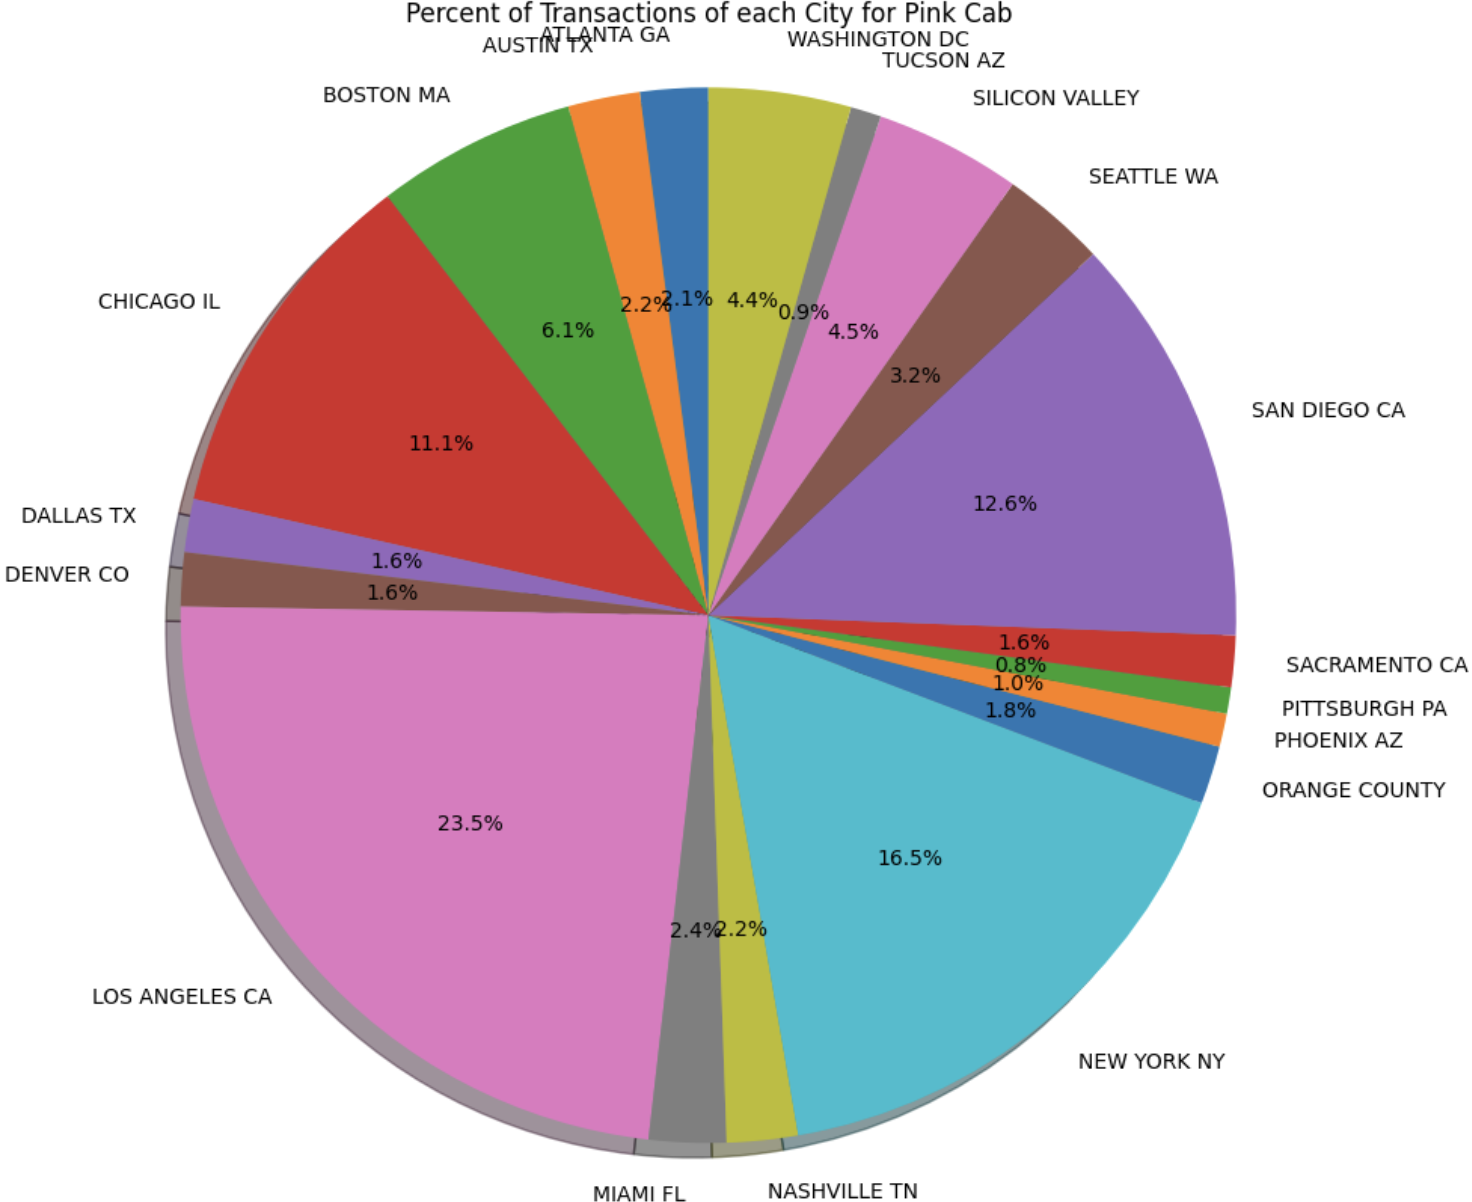 Percent of Transactions of each City for Pink Cab
ATLANTA GA
AUSTIN TX
BOSTON MA
CHICAGO IL
DALLAS TX
DENVER CO
LOS ANGELES CA
MIAMI FL
NASHVILLE TN
NEW YORK NY
ORANGE COUNTY
PHOENIX AZ
PITTSBURGH PA
SACRAMENTO CA
SAN DIEGO CA
SEATTLE WA
SILICON VALLEY
TUCSON AZ
WASHINGTON DC
2.1%
2.2%
6.1%
11.1%
1.6%
1.6%
23.5%
2.4%
2.2%
16.5%
1.8%
1.0%
0.8%
1.6%
12.6%
3.2%
4.5%
0.9%
4.4%